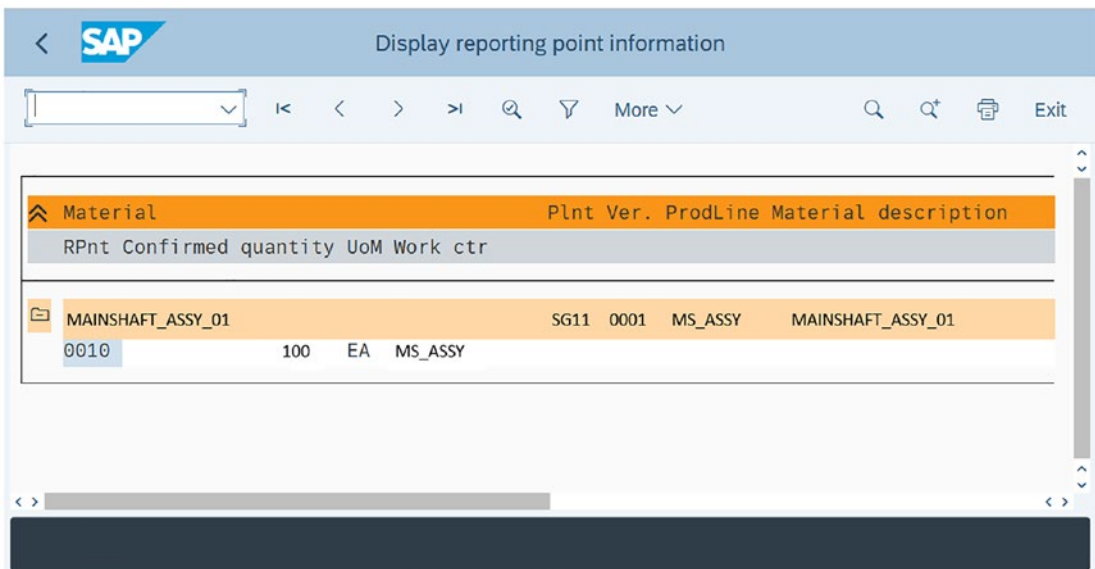 SAP Display reporting point information
More Exit
Material Plnt Ver. ProdLine Material description
RPnt Confirmed quantity UoM Work ctr
MAINSHAFT_ASSY_01 SG11 0001 MS_ASSY MAINSHAFT_ASSY_01
0010 100 EA MS_ASSY